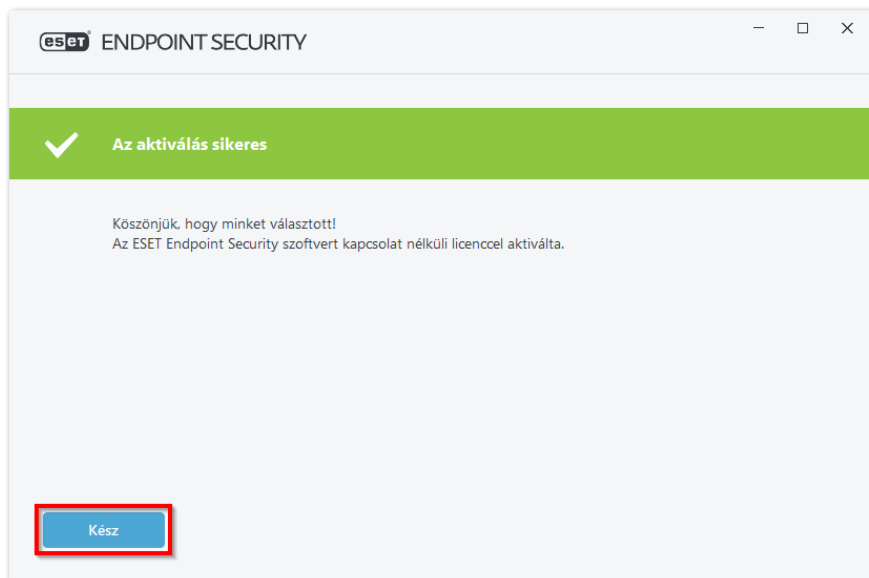 eset® ENDPOINT SECURITY
Az aktiválás sikeres
Köszönjük, hogy minket választott!
Az ESET Endpoint Security szoftvert kapcsolat nélküli licenccel aktiválta.
Kész